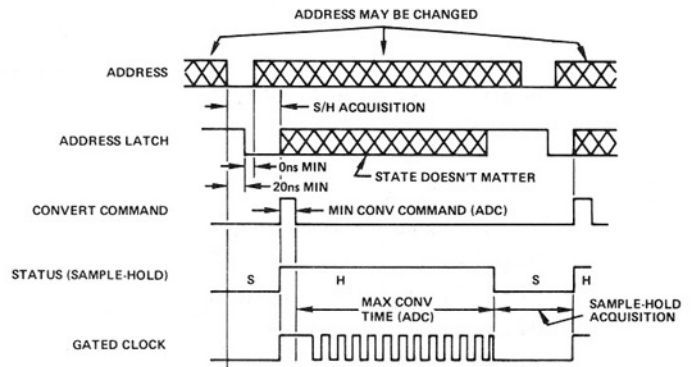 ADDRESS MAY BE CHANGED
ADDRESS
S/H ACQUISITION
ADDRESS LATCH
0ns MIN
STATE DOESN'T MATTER
20ns MIN
CONVERT COMMAND
MIN CONV COMMAND (ADC)
STATUS (SAMPLE-HOLD)
S
H
S
H
MAX CONV
TIME (ADC)
SAMPLE-HOLD
ACQUISITION
GATED CLOCK